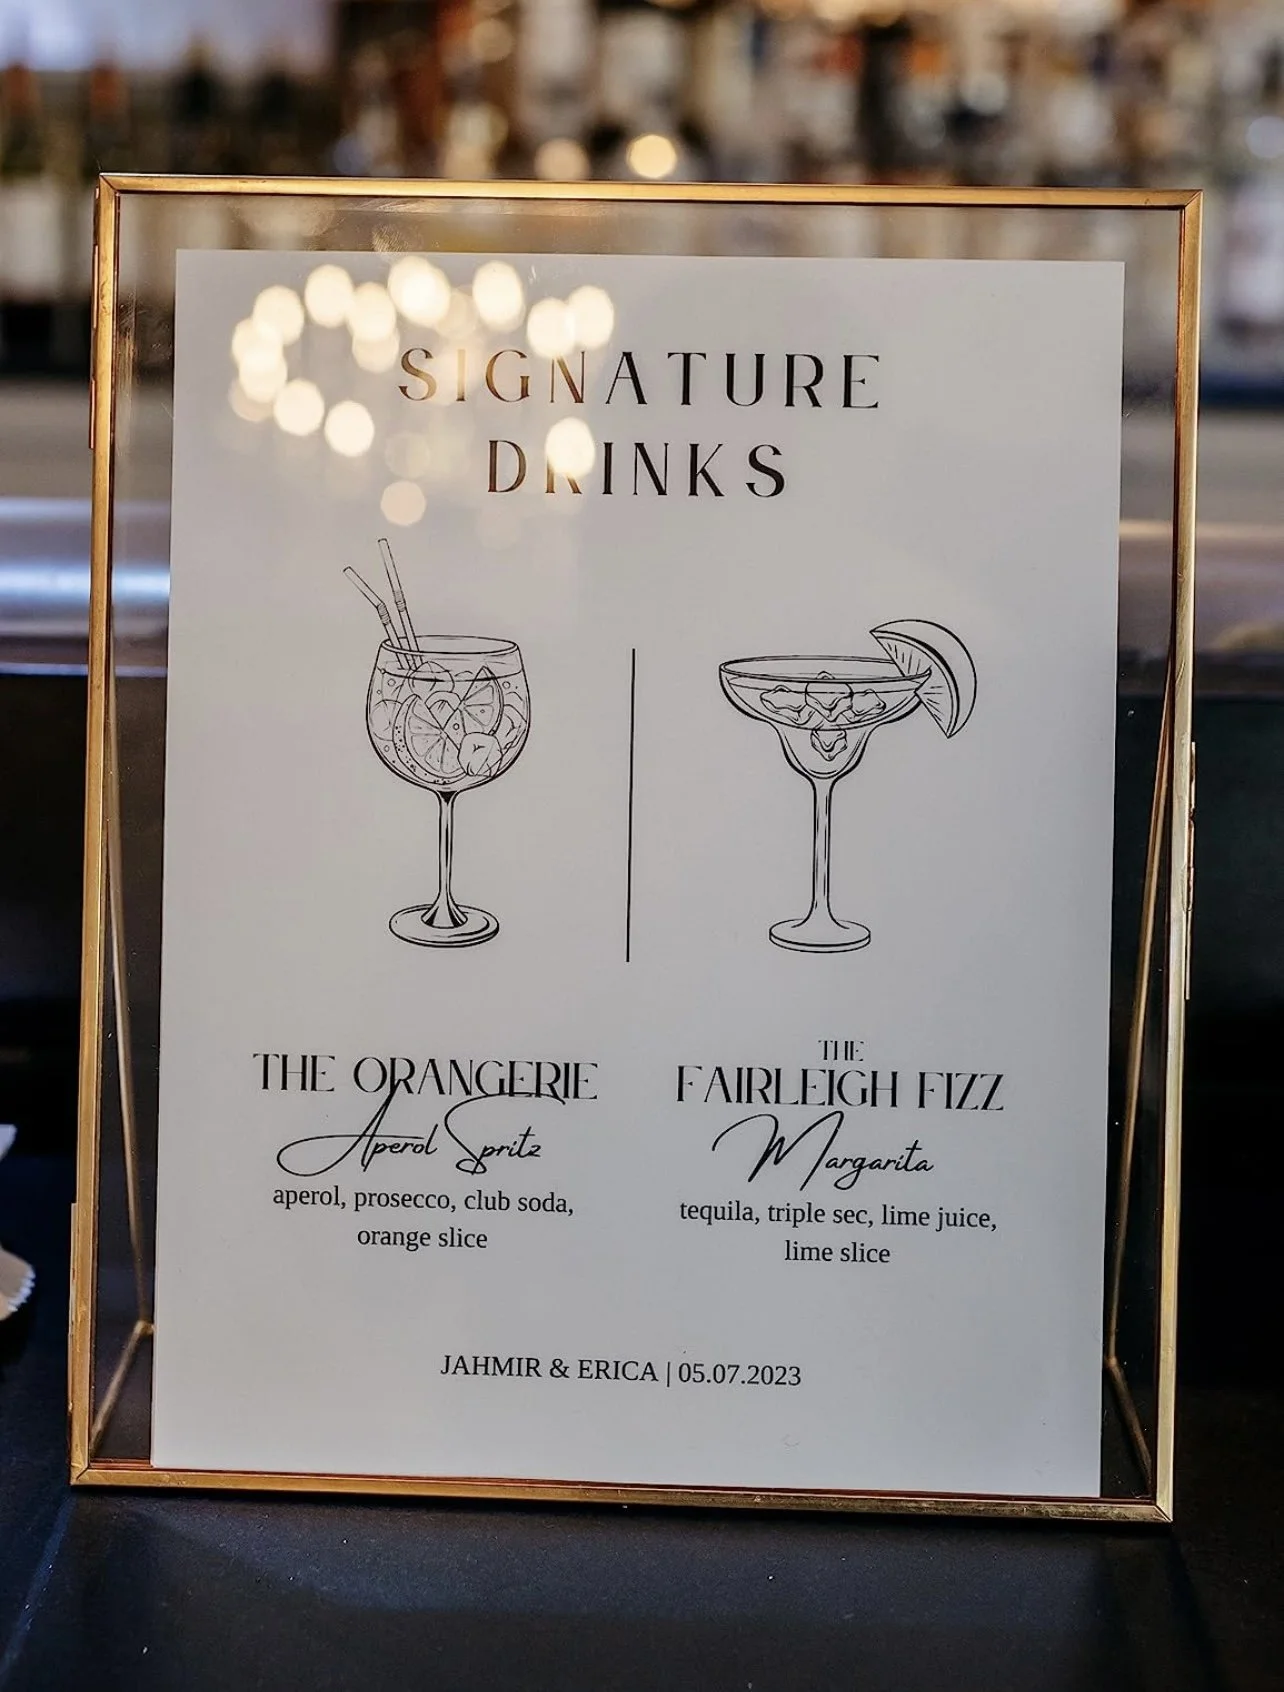 SIGNATURE
DRINKS
THE ORANGERIE
Aperol Spritz
aperol, prosecco, club soda,
orange slice
THE
FAIRLEIGH FIZZ
Margarita
tequila, triple sec, lime juice,
lime slice
JAHMIR & ERICA | 05.07.2023